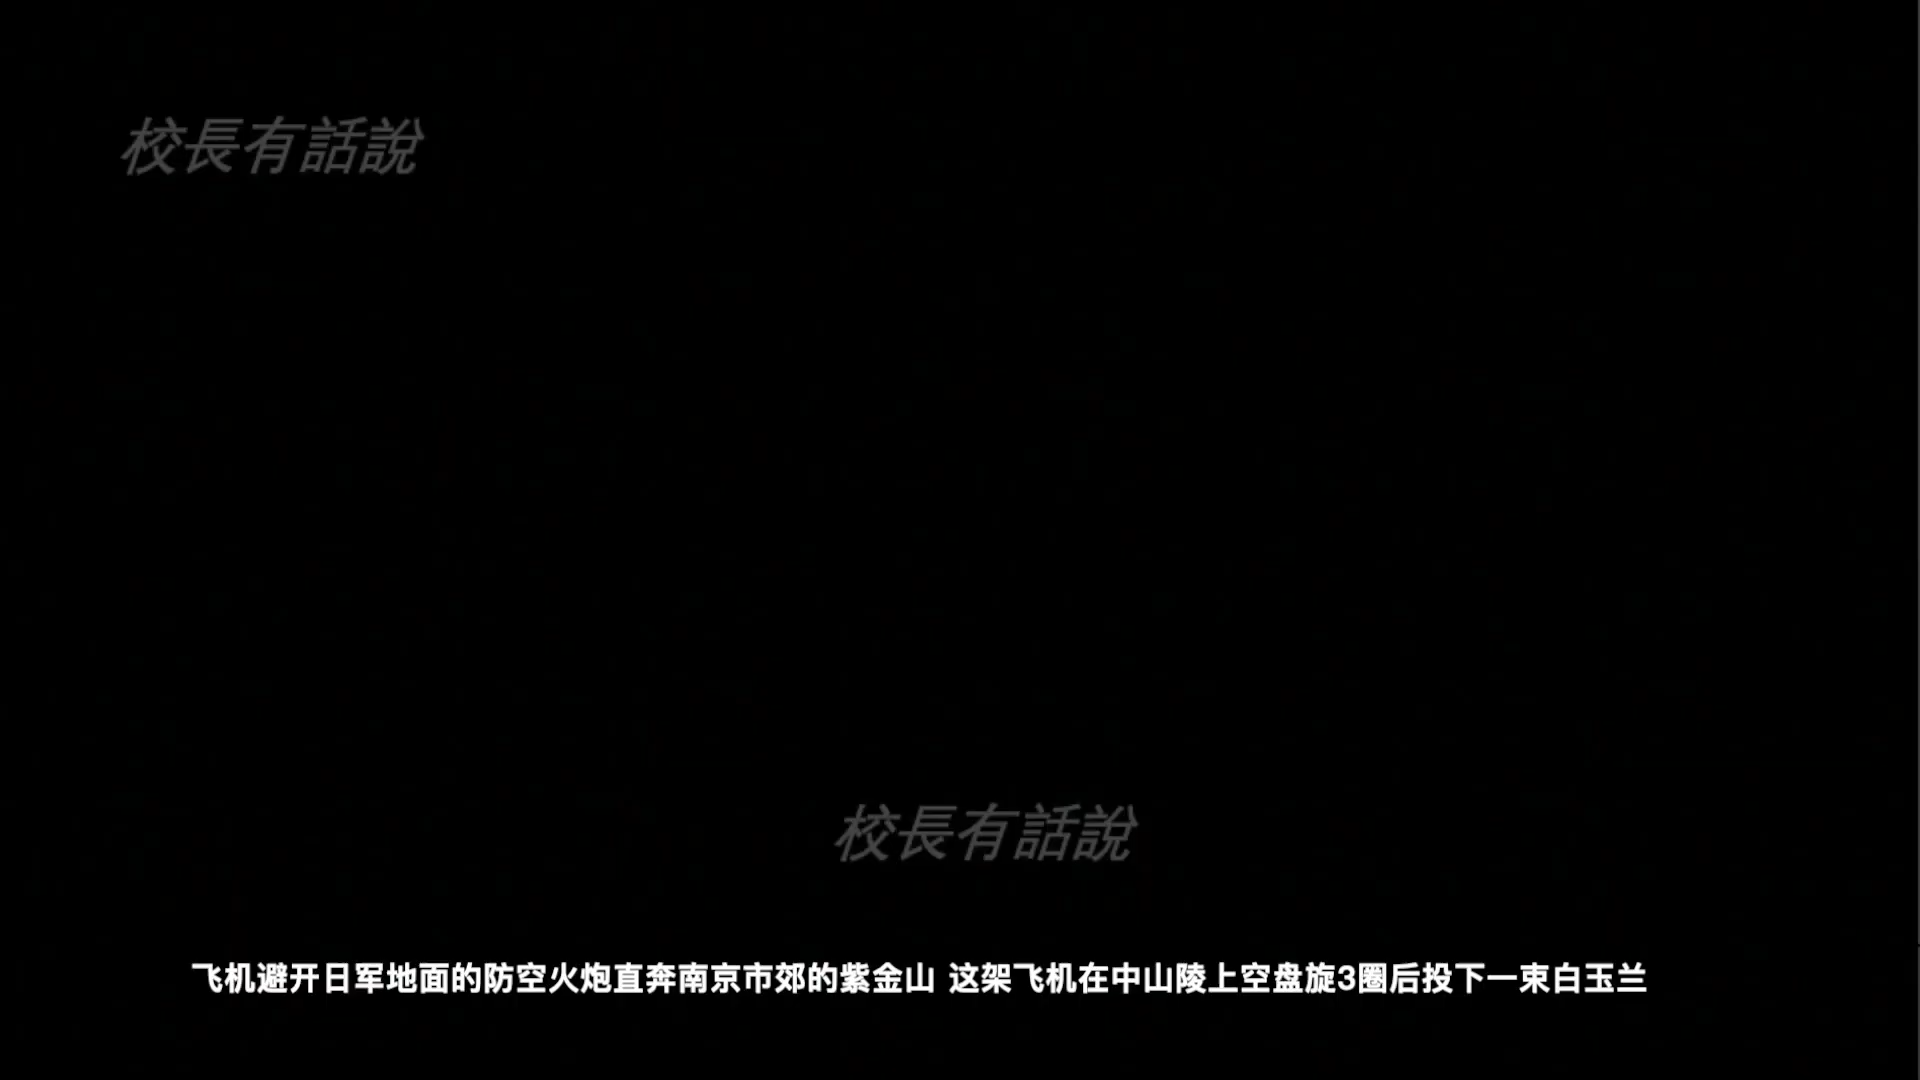 校長有話說
校長有話說
飞机避开日军地面的防空火炮直奔南京市郊的紫金山 这架飞机在中山陵上空盘旋3圈后投下一束白玉兰